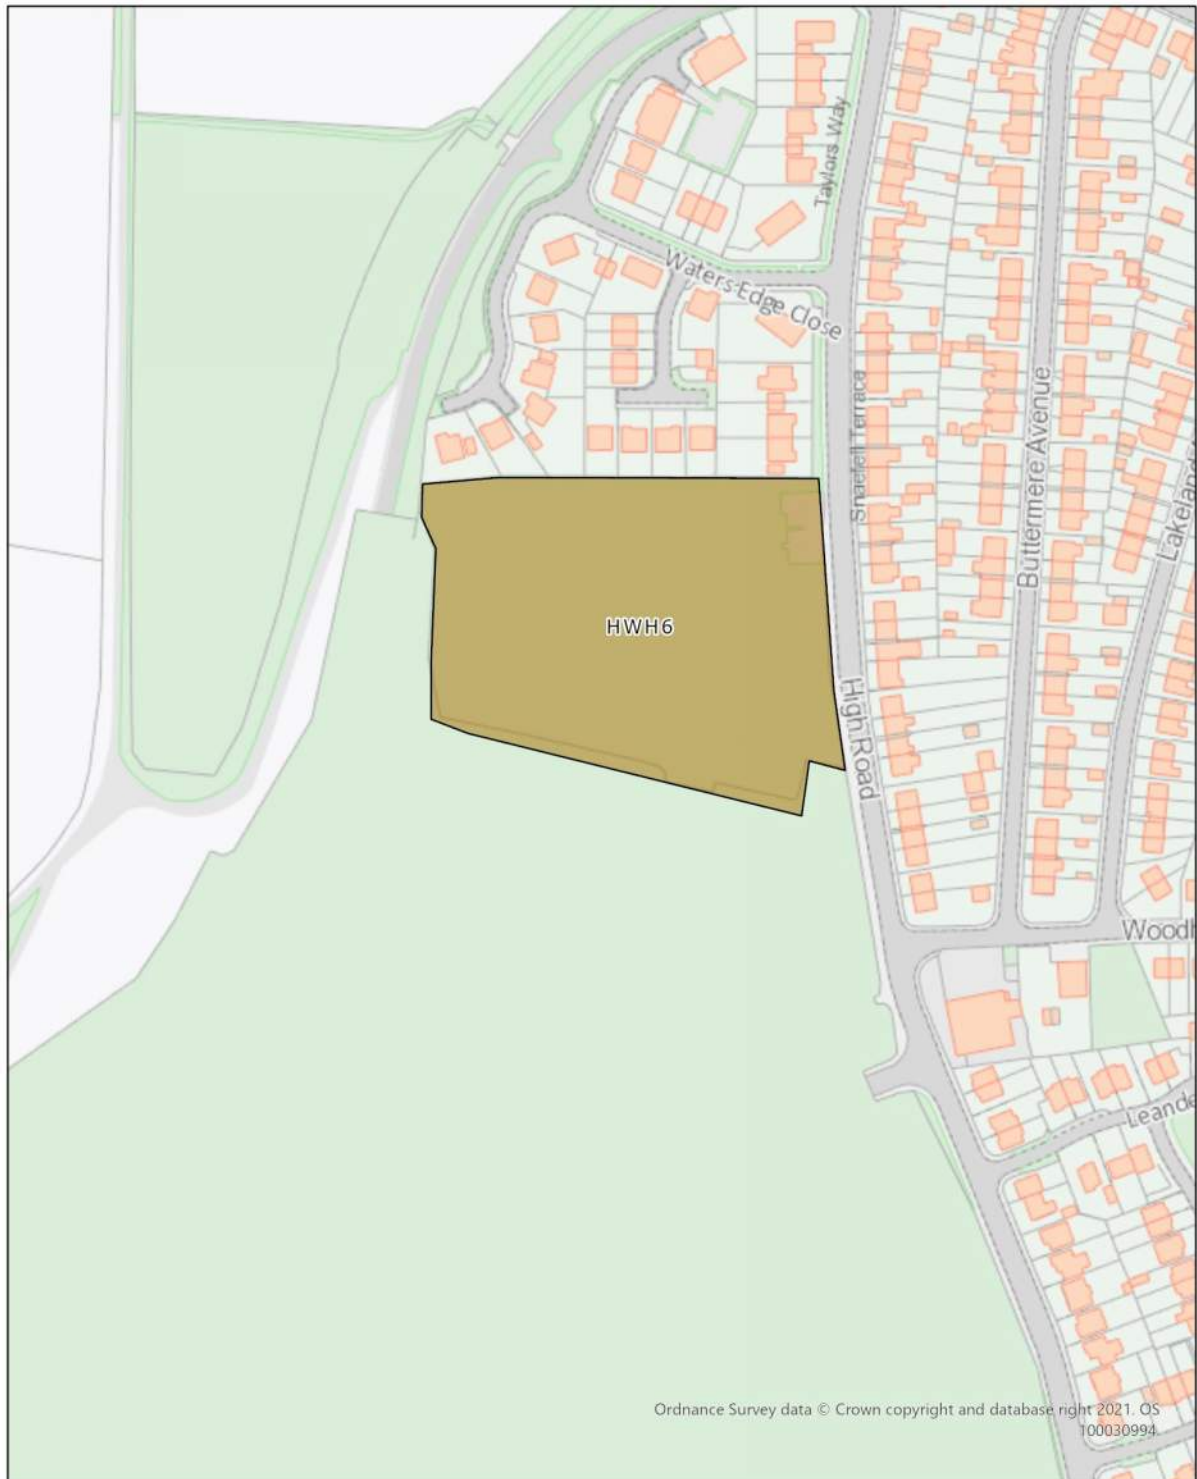 Taylors Way
Waters Edge Close
Snaefell Terrace
Buttermere Avenue
Lakeland
HWH6
High Road
Woodh
Leande
Ordnance Survey data © Crown copyright and database right 2021. OS
100030994.